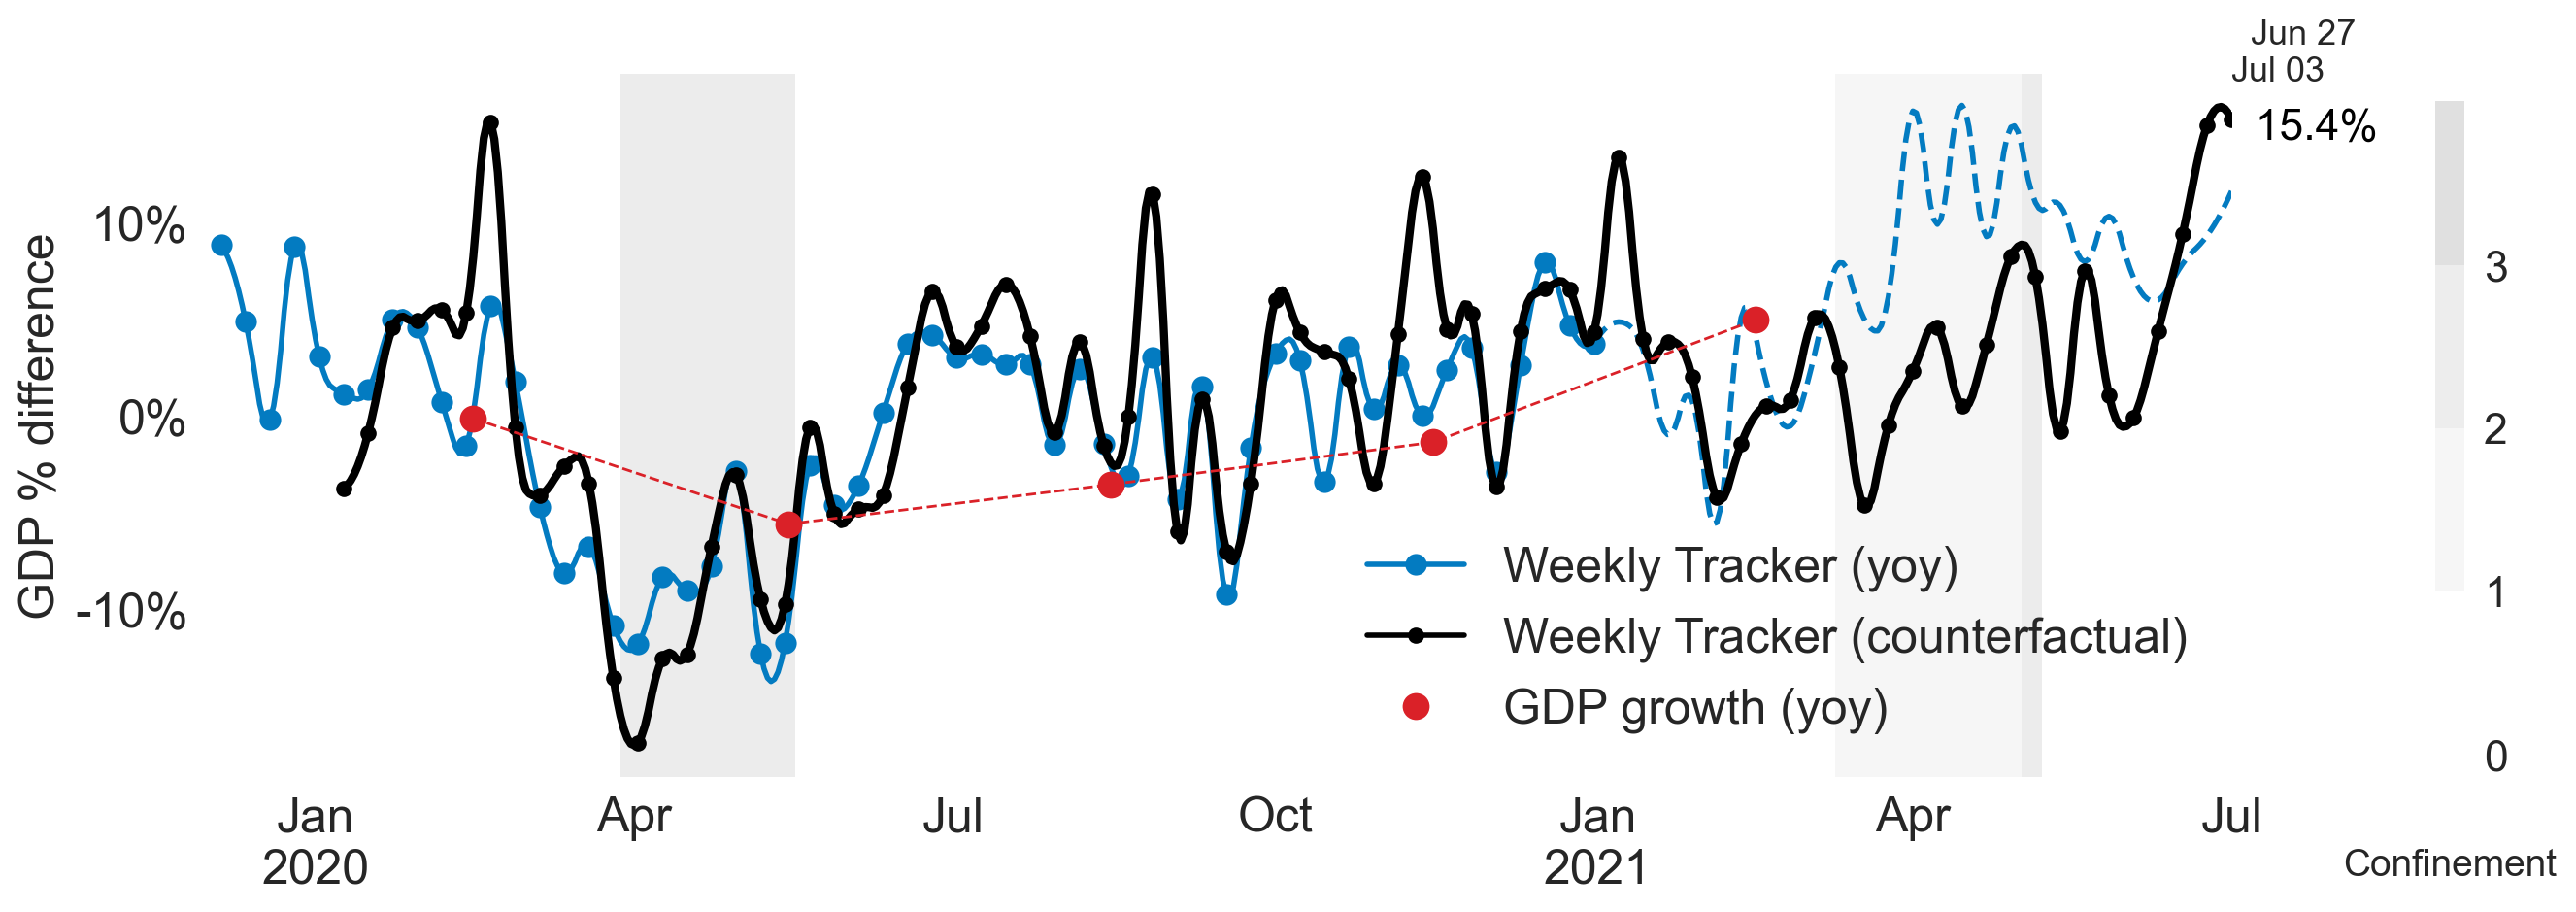 Jun 27
Jul 03
15.4%
GDP % difference
10%
0%
-10%
3
2
1
0
Weekly Tracker (yoy)
Weekly Tracker (counterfactual)
GDP growth (yoy)
Jan
2020
Apr
Jul
Oct
Jan
2021
Apr
Jul
Confinement